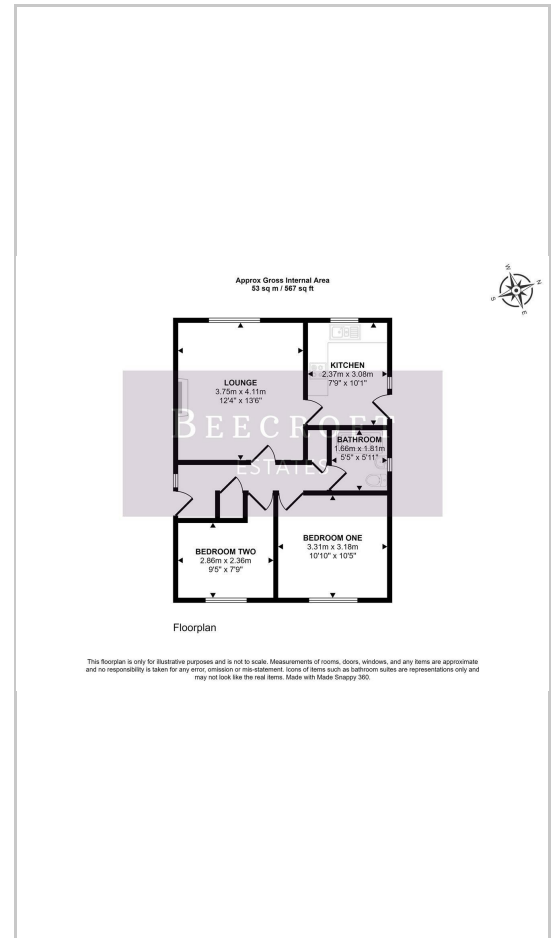 Approx Gross Internal Area
53 sq m / 567 sq ft
W
N
S
E
KITCHEN
2.37m x 3.08m
7'9" x 10'1"
LOUNGE
3.75m x 4.11m
12'4" x 13'6"
BEECROFT
ESTATES
BATHROOM
1.66m x 1.81m
5'5" x 5'11"
BEDROOM ONE
3.31m x 3.18m
10'10" x 10'5"
BEDROOM TWO
2.86m x 2.36m
9'5" x 7'9"
Floorplan
This floorplan is only for illustrative purposes and is not to scale. Measurements of rooms, doors, windows, and any items are approximate
and no responsibility is taken for any error, omission or mis-statement. Icons of items such as bathroom suites are representations only and
may not look like the real items. Made with Made Snappy 360.